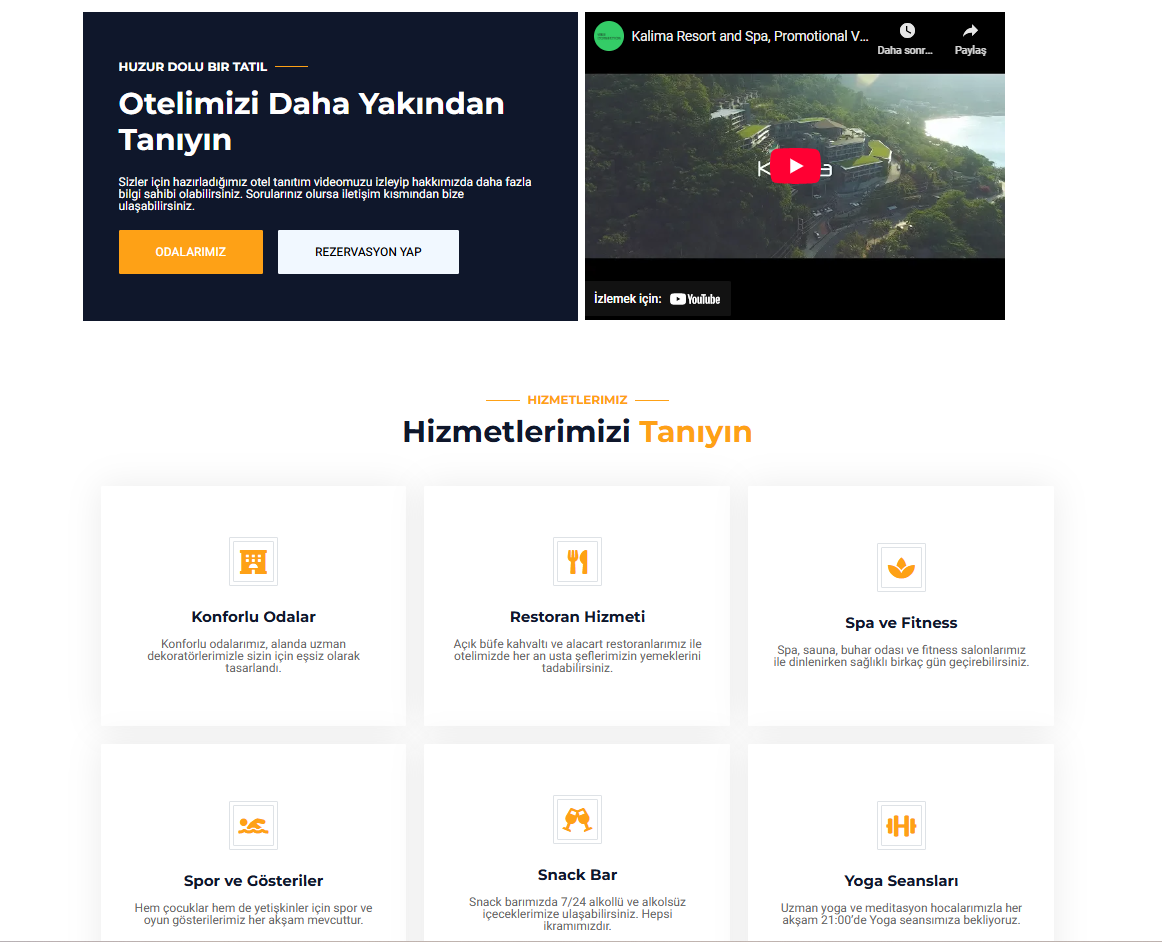 HUZUR DOLU BIR TATIL
Otelimizi Daha Yakından
Tanıyın
Sizler için hazırladığımız otel tanıtım videomuzu izleyip hakkımızda daha fazla
bilgi sahibi olabilirsiniz. Sorularınız olursa iletişim kısmından bize
ulaşabilirsiniz.
ODALARIMIZ
REZERVASYON YAP
Kalima Resort and Spa, Promotional V...
Daha sonr...
Paylaş
İzlemek için: YouTube
HIZMETLERIMIZ
Hizmetlerimizi Tanıyın
Konforlu Odalar
Konforlu odalarımız, alanda uzman
dekoratörlerimizle sizin için eşsiz olarak
tasarlandı.
Restoran Hizmeti
Açık büfe kahvaltı ve alacart restoranlarımız ile
otelimizde her an usta şeflerimizin yemeklerini
tadabilirsiniz.
Spa ve Fitness
Spa, sauna, buhar odası ve fitness salonlarımız
ile dinlenirken sağlıklı birkaç gün geçirebilirsiniz.
Spor ve Gösteriler
Hem çocuklar hem de yetişkinler için spor ve
oyun gösterilerimiz her akşam mevcuttur.
Snack Bar
Snack barımızda 7/24 alkollü ve alkolsüz
içeceklerimize ulaşabilirsiniz. Hepsi
ikramımızdır.
Yoga Seansları
Uzman yoga ve meditasyon hocalarımızla her
akşam 21:00'de Yoga seansımıza bekliyoruz.